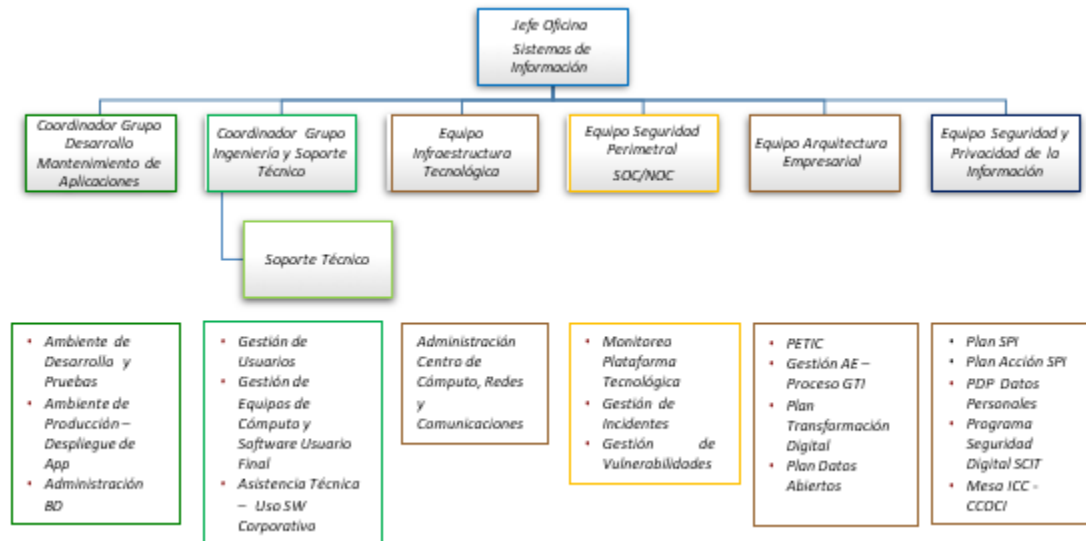 Jefe Oficina
Sistemas de
Información
Coordinador Grupo
Desarrollo
Mantenimiento de
Aplicaciones
Coordinador Grupo
Ingeniería y Soporte
Técnico
Equipo
Infraestructura
Tecnológica
Equipo Seguridad
Perimetral
SOC/NOC
Equipo Arquitectura
Empresarial
Equipo Seguridad y
Privacidad de la
Información
Soporte Técnico
• Ambiente de
Desarrollo y
Pruebas
• Ambiente de
Producción –
Despliegue de
App
• Administración
BD
• Gestión de
Usuarios
• Gestión de
Equipos de
Cómputo y
Software Usuario
Final
• Asistencia Técnica
– Uso SW
Corporativo
Administración
Centro de
Cómputo, Redes
y
Comunicaciones
• Monitoreo
Plataforma
Tecnológica
• Gestión de
Incidentes
• Gestión de
Vulnerabilidades
• PETIC
• Gestión AE –
Proceso GTI
• Plan
Transformación
Digital
• Plan Datos
Abiertos
• Plan SPI
• Plan Acción SPI
• PDP Datos
Personales
• Programa
Seguridad
Digital SCIT
• Mesa ICC -
CCOCI